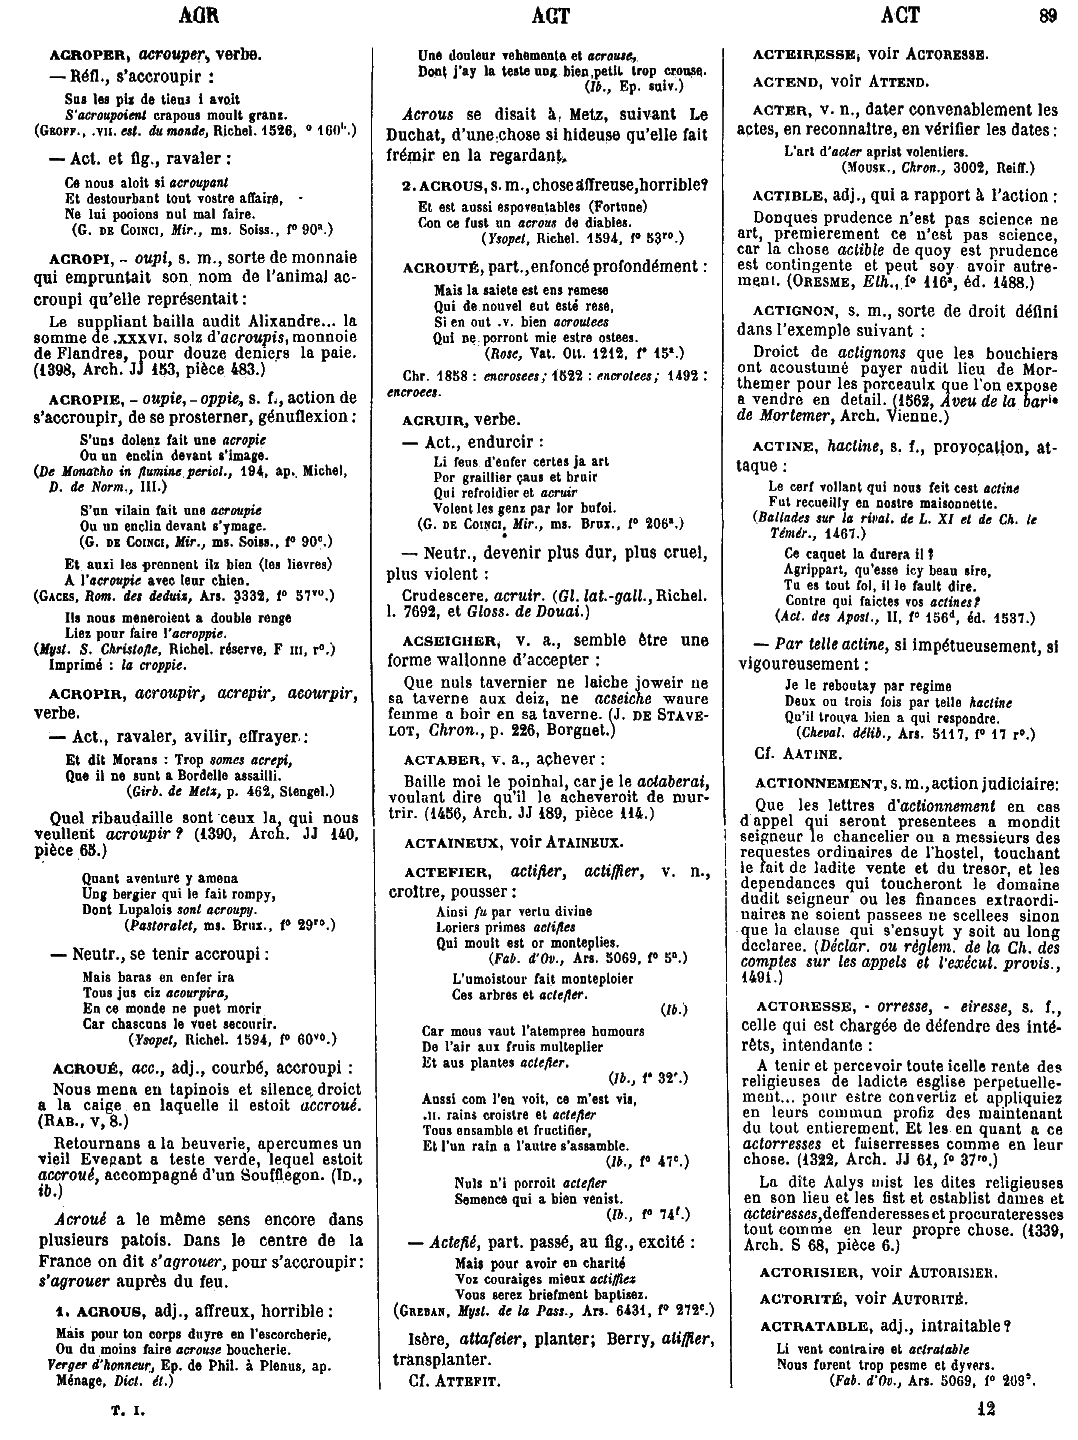 AGR
AGT
ACT 89
ACROPER, acrouper, verbe.
— Réfl., s'accroupir :
Sus les piz de tiens i avoit
S'acroupoient crapous moult granz.
(GEOFF., .VII. est. du monde, Richel. 1526, f° 160b.)
— Act. et fig., ravaler :
Ce nous aloit si acroupant
Et destourbant tout vostre affaire,
Ne lui pooions nul mal faire.
(G. DE COINCI, Mir., ms. Soiss., f° 90a.)
ACROPI, - oupi, s. m., sorte de monnaie
qui empruntait son nom de l'animal ac-
croupi qu'elle représentait :
Le suppliant bailla audit Alixandre... la
somme de .XXXVI. solz d'acroupis, monnoie
de Flandres, pour douze deniers la paie.
(1398, Arch. JJ 153, pièce 483.)
ACROPIE, - oupie, - oppie, s. f., action de
s'accroupir, de se prosterner, génuflexion :
S'uns dolenz fait une acropie
Ou un enclin devant s'image.
(De Monacho in flumine pericl., 194, ap. Michel,
D. de Norm., III.)
S'un vilain fait une acroupie
Ou un enclin devant s'ymage.
(G. DE COINCI, Mir., ms. Soiss., f° 90c.)
Et auxi les prennent ilz bien (les lievres)
A l'acroupie avec leur chien.
(GACES, Rom. des deduiz, Ars. 3332, f° 57vo.)
Ils nous meneroient a double renge
Liez pour faire l'acroppie.
(Myst. S. Christofle, Richel. réserve, F III, r°.)
Imprimé : la croppie.
ACROPIR, acroupir, acrepir, acourpir,
verbe.
— Act., ravaler, avilir, effrayer :
Et dit Morans : Trop somes acrepi,
Que il ne sunt a Bordelle assailli.
(Girb. de Metz, p. 462, Stengel.)
Quel ribaudaille sont ceux la, qui nous
veullent acroupir ? (1390, Arch. JJ 140,
pièce 65.)
Quant aventure y amena
Ung bergier qui le fait rompy,
Dont Lupalois sont acroupy.
(Pastoralet, ms. Brux., f° 29ro.)
— Neutr., se tenir accroupi :
Mais baras en enfer ira
Tous jus ciz acourpira,
En ce monde ne puet morir
Car chascuns le vuet secourir.
(Ysopet, Richel. 1594, f° 60vo.)
ACROUÉ, acc., adj., courbé, accroupi :
Nous mena en tapinois et silence droict
a la caige en laquelle il estoit accroué.
(RAB., V, 8.)
Retournans a la beuverie, apercumes un
vieil Evegant a teste verde, lequel estoit
accroué, accompagné d'un Soufflegon. (ID.,
ib.)
Acroué a le même sens encore dans
plusieurs patois. Dans le centre de la
France on dit s'agrouer, pour s'accroupir :
s'agrouer auprès du feu.
1. ACROUS, adj., affreux, horrible :
Mais pour ton corps duyre en l'escorcherie,
Ou du moins faire acrouse boucherie.
Verger d'honneur, Ep. de Phil. à Plenus, ap.
Ménage, Dict. ét.)
T. I.
Une douleur vehemente et acrouse,
Dont j'ay la teste ung bien petit trop crouse.
(Ib., Ep. suiv.)
Acrous se disait à Metz, suivant Le
Duchat, d'une chose si hideuse qu'elle fait
frémir en la regardant.
2. ACROUS, s. m., chose affreuse, horrible ?
Et est aussi espoventables (Fortune)
Con ce fust un acrous de diables.
(Ysopet, Richel. 1594, f° 53ro.)
ACROUTÉ, part., enfoncé profondément :
Mais la saiete est ens remese
Qui de nouvel eut esté rese,
Si en out .v. bien acroutees
Qui ne porront mie estre ostees.
(Rose, Vat. Ott. 1212, f° 15a.)
Chr. 1858 : encrosees ; 1522 : encrotees ; 1492 :
encroees.
ACRUIR, verbe.
— Act., endurcir :
Li feus d'enfer certes ja art
Por graillier çaus et bruir
Qui refroidier et acruir
Volent les genz par lor bufoi.
(G. DE COINCI, Mir., ms. Brux., f° 206a.)
— Neutr., devenir plus dur, plus cruel,
plus violent :
Crudescere, acruir. (Gl. lat.-gall., Richel.
l. 7692, et Gloss. de Douai.)
ACSEIGHER, v. a., semble être une
forme wallonne d'accepter :
Que nuls tavernier ne laiche joweir ne
sa taverne aux deiz, ne acseiche waure
femme a boir en sa taverne. (J. DE STAVE-
LOT, Chron., p. 226, Borgnet.)
ACTABER, v. a., achever :
Baille moi le poinhal, car je le actaberai,
voulant dire qu'il le acheveroit de mur-
trir. (1456, Arch. JJ 189, pièce 114.)
ACTAINEUX, voir ATAINEUX.
ACTEFIER, actifier, actiffier, v. n.,
croître, pousser :
Ainsi fu par vertu divine
Loriers primes actifies
Qui moult est or monteplies.
(Fab. d'Ov., Ars. 5069, f° 5a.)
L'umoistour fait monteploier
Ces arbres et actefier.
(Ib.)
Car mous vaut l'atempree humours
De l'air aux fruis multeplier
Et aus plantes actefier.
(Ib., f° 32c.)
Aussi com l'en voit, ce m'est vis,
.II. rains croistre et actefier
Tous ensamble et fructifier,
Et l'un rain a l'autre s'assamble.
(Ib., f° 47c.)
Nuls n'i porroit actefier
Semence qui a bien venist.
(Ib., f° 74f.)
— Actefié, part. passé, au fig., excité :
Mais pour avoir en charité
Voz couraiges mieux actiffiez
Vous serez briefment baptisez.
(GREBAN, Myst. de la Pass., Ars. 6431, f° 272c.)
Isère, attafeier, planter ; Berry, atiffier,
transplanter.
Cf. ATTEFIT.
ACTEIRESSE, voir ACTORESSE.
ACTEND, voir ATTEND.
ACTER, v. n., dater convenablement les
actes, en reconnaître, en vérifier les dates :
L'art d'acter aprist volentiers.
(MOUSK., Chron., 3002, Reiff.)
ACTIBLE, adj., qui a rapport à l'action :
Donques prudence n'est pas science ne
art, premierement ce n'est pas science,
car la chose actible de quoy est prudence
est contingente et peut soy avoir autre-
ment. (ORESME, Eth., f° 116a, éd. 1488.)
ACTIGNON, s. m., sorte de droit défini
dans l'exemple suivant :
Droict de actignons que les bouchiers
ont acoustumé payer audit lieu de Mor-
themer pour les porceaulx que l'on expose
a vendre en detail. (1562, Aveu de la barie
de Mortemer, Arch. Vienne.)
ACTINE, hactine, s. f., provocation, at-
taque :
Le cerf vollant qui nous feit cest actine
Fut recueilly en nostre maisonnette.
(Ballades sur la rival. de L. XI et de Ch. le
Témér., 1467.)
Ce caquet la durera il ?
Agrippart, qu'esse icy beau sire,
Tu es tout fol, il le fault dire.
Contre qui faictes vos actines ?
(Act. des Apost., II, f° 156d, éd. 1537.)
— Par telle actine, si impétueusement, si
vigoureusement :
Je le reboutay par regime
Deux ou trois fois par telle hactine
Qu'il trouva bien a qui respondre.
(Cheval. délib., Ars. 5117, f° 17 r°.)
Cf. AATINE.
ACTIONNEMENT, s. m., action judiciaire :
Que les lettres d'actionnement en cas
d'appel qui seront presentees a mondit
seigneur le chancelier ou a messieurs des
requestes ordinaires de l'hostel, touchant
le fait de ladite vente et du tresor, et les
dependances qui toucheront le domaine
dudit seigneur ou les finances extraordi-
naires ne soient passees ne scellees sinon
que la clause qui s'ensuyt y soit au long
declaree. (Déclar. ou réglem. de la Ch. des
comptes sur les appels et l'exécut. provis.,
1491.)
ACTORESSE, - orresse, - eiresse, s. f.,
celle qui est chargée de défendre des inté-
rêts, intendante :
A tenir et percevoir toute icelle rente des
religieuses de ladicte esglise perpetuelle-
ment... pour estre convertiz et appliquiez
en leurs commun profiz des maintenant
du tout entierement. Et les en quant a ce
actorresses et faiserresses comme en leur
chose. (1322, Arch. JJ 61, f° 37ro.)
La dite Aalys mist les dites religieuses
en son lieu et les fist et establist dames et
acteiresses, deffenderesses et procurateresses
tout comme en leur propre chose. (1339,
Arch. S 68, pièce 6.)
ACTORISIER, voir AUTORISIER.
ACTORITÉ, voir AUTORITÉ.
ACTRATABLE, adj., intraitable ?
Li vent contraire et actratable
Nous furent trop pesme et dyvers.
(Fab. d'Ov., Ars. 5069, f° 209a.
12